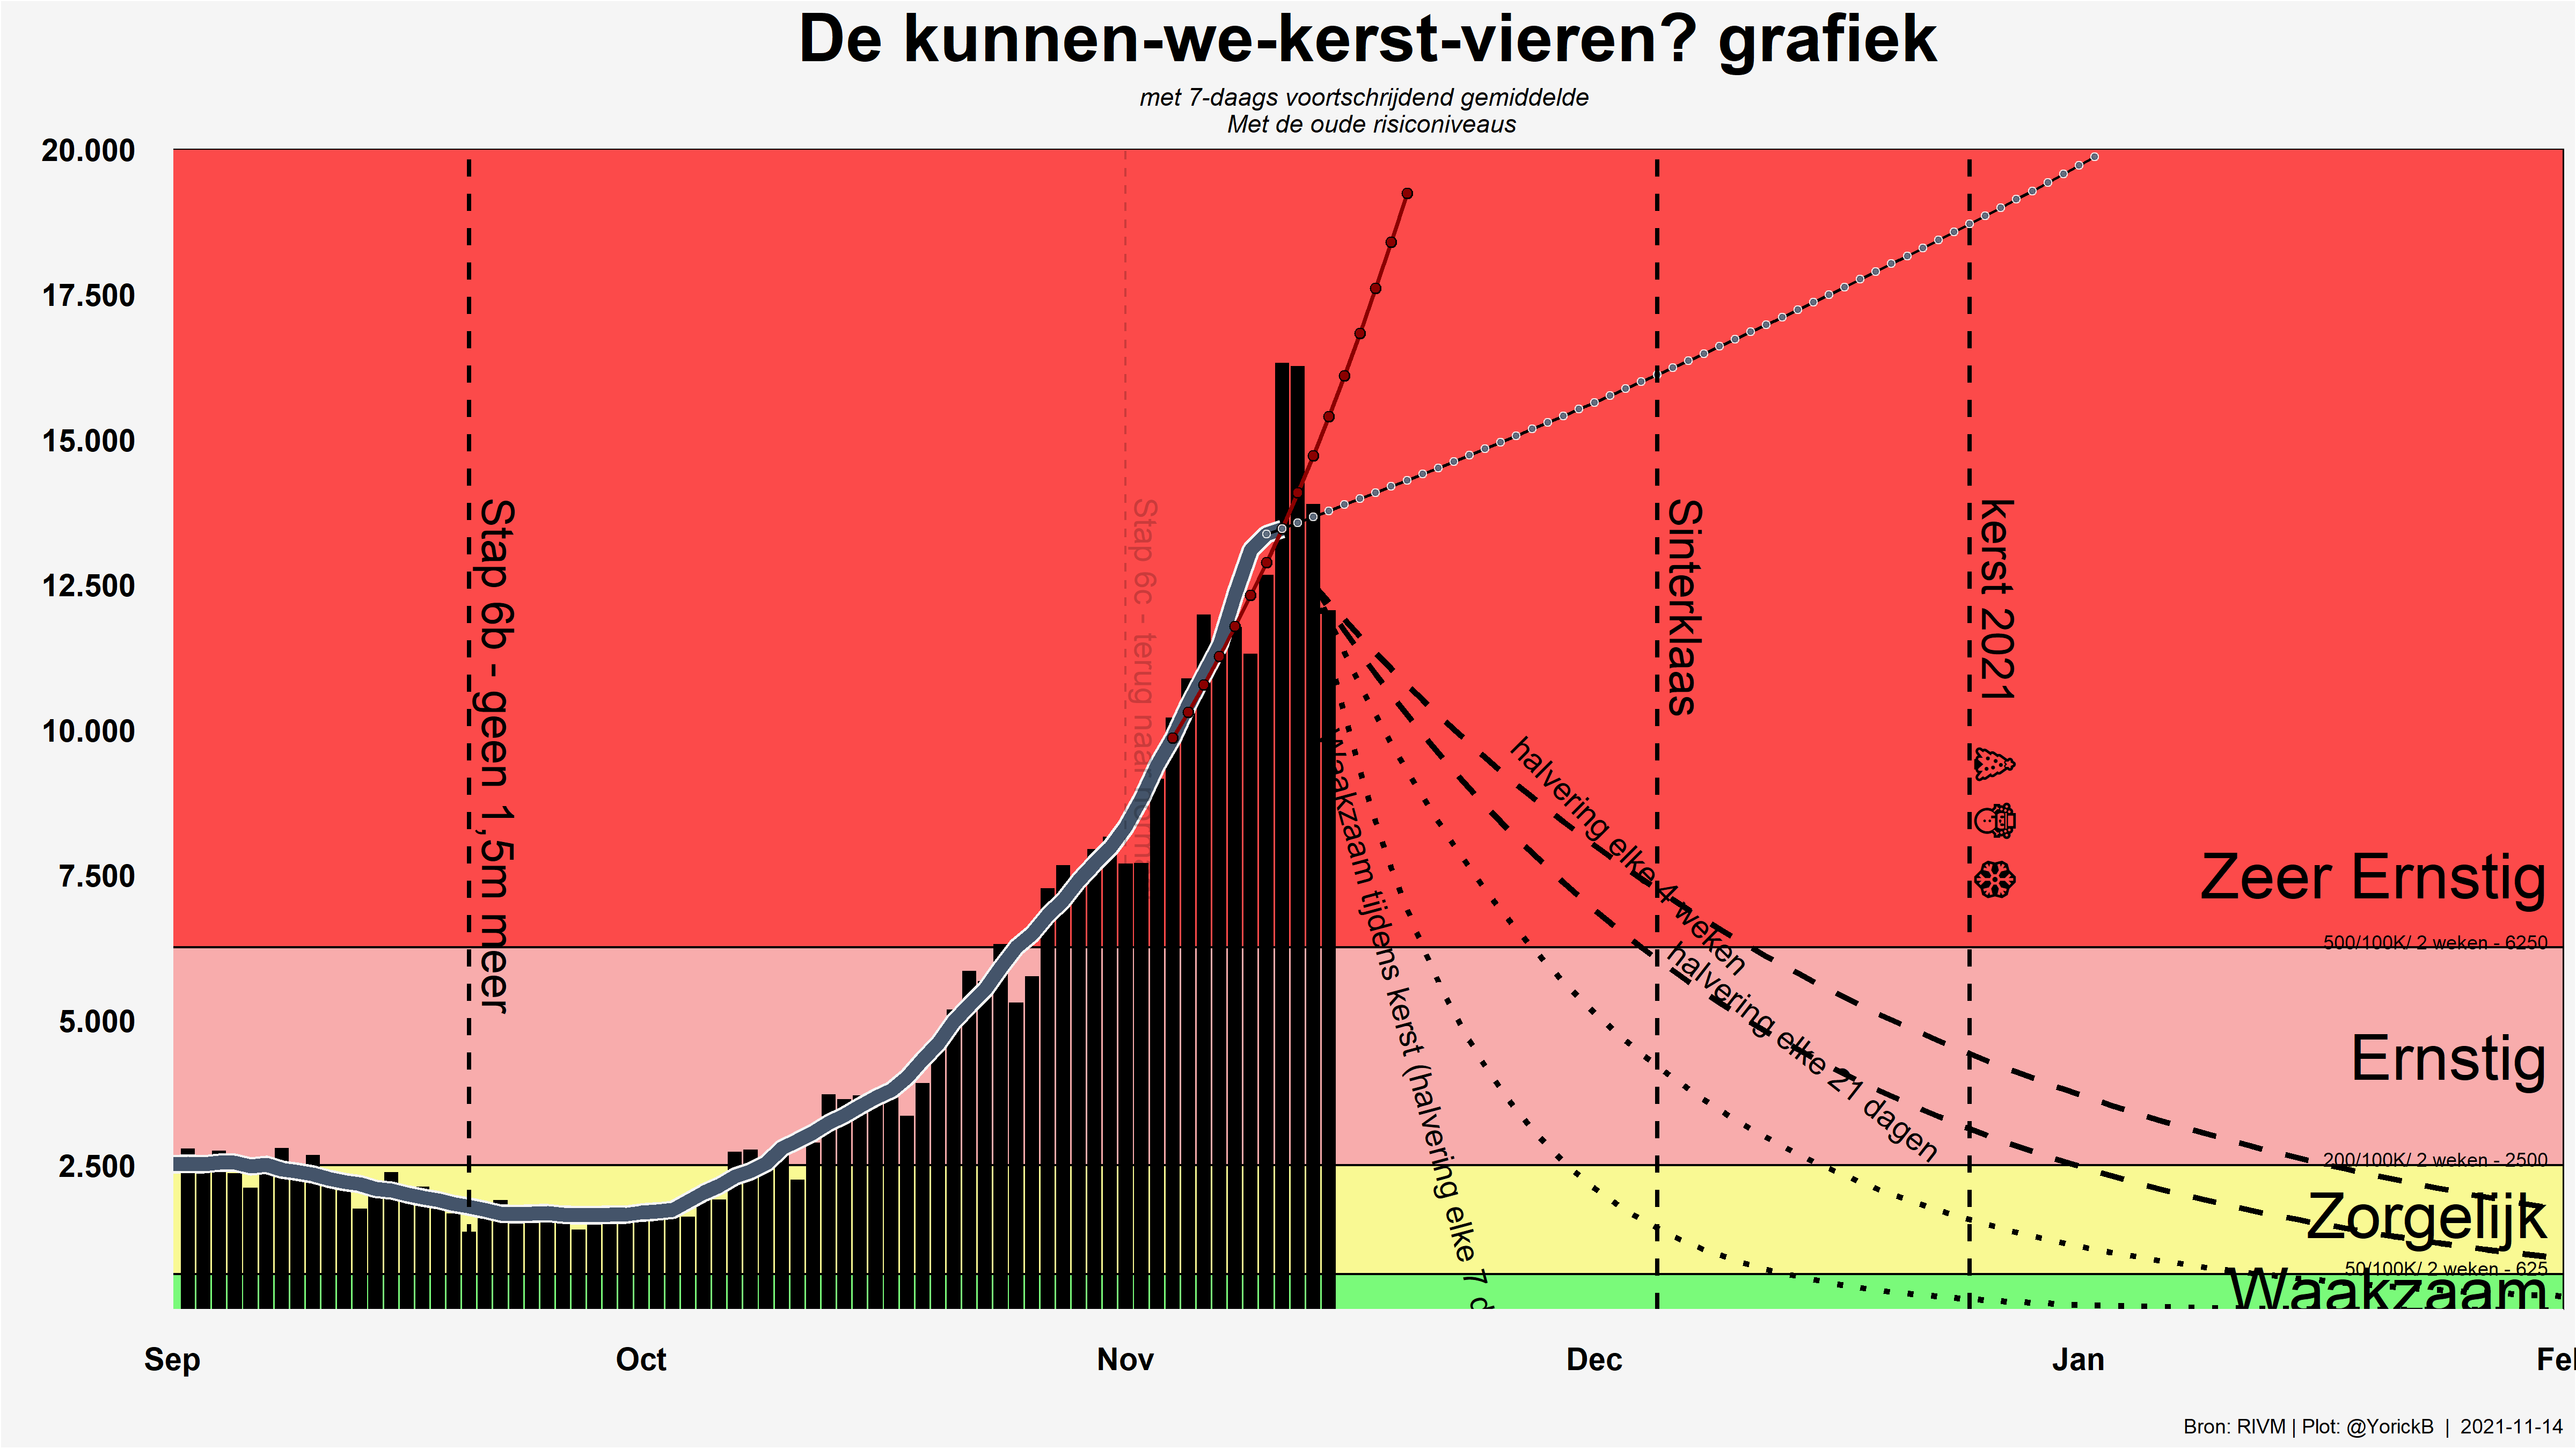 De kunnen-we-kerst-vieren? grafiek
met 7-daags voortschrijdend gemiddelde
Met de oude risiconiveaus
20.000
17.500
15.000
12.500
10.000
7.500
5.000
2.500
Stap 6b - geen 1,5m meer
Stap 6c - terug naar
Sinterklaas
kerst 2021
halvering elke 4 weken
halvering elke 21 dagen
Waakzaam tijdens kerst (halvering elke 7 d
Zeer Ernstig
500/100K/ 2 weken - 6250
Ernstig
200/100K/ 2 weken - 2500
Zorgelijk
50/100K/ 2 weken - 625
Waakzaam
Sep
Oct
Nov
Dec
Jan
Bron: RIVM | Plot: @YorickB | 2021-11-14